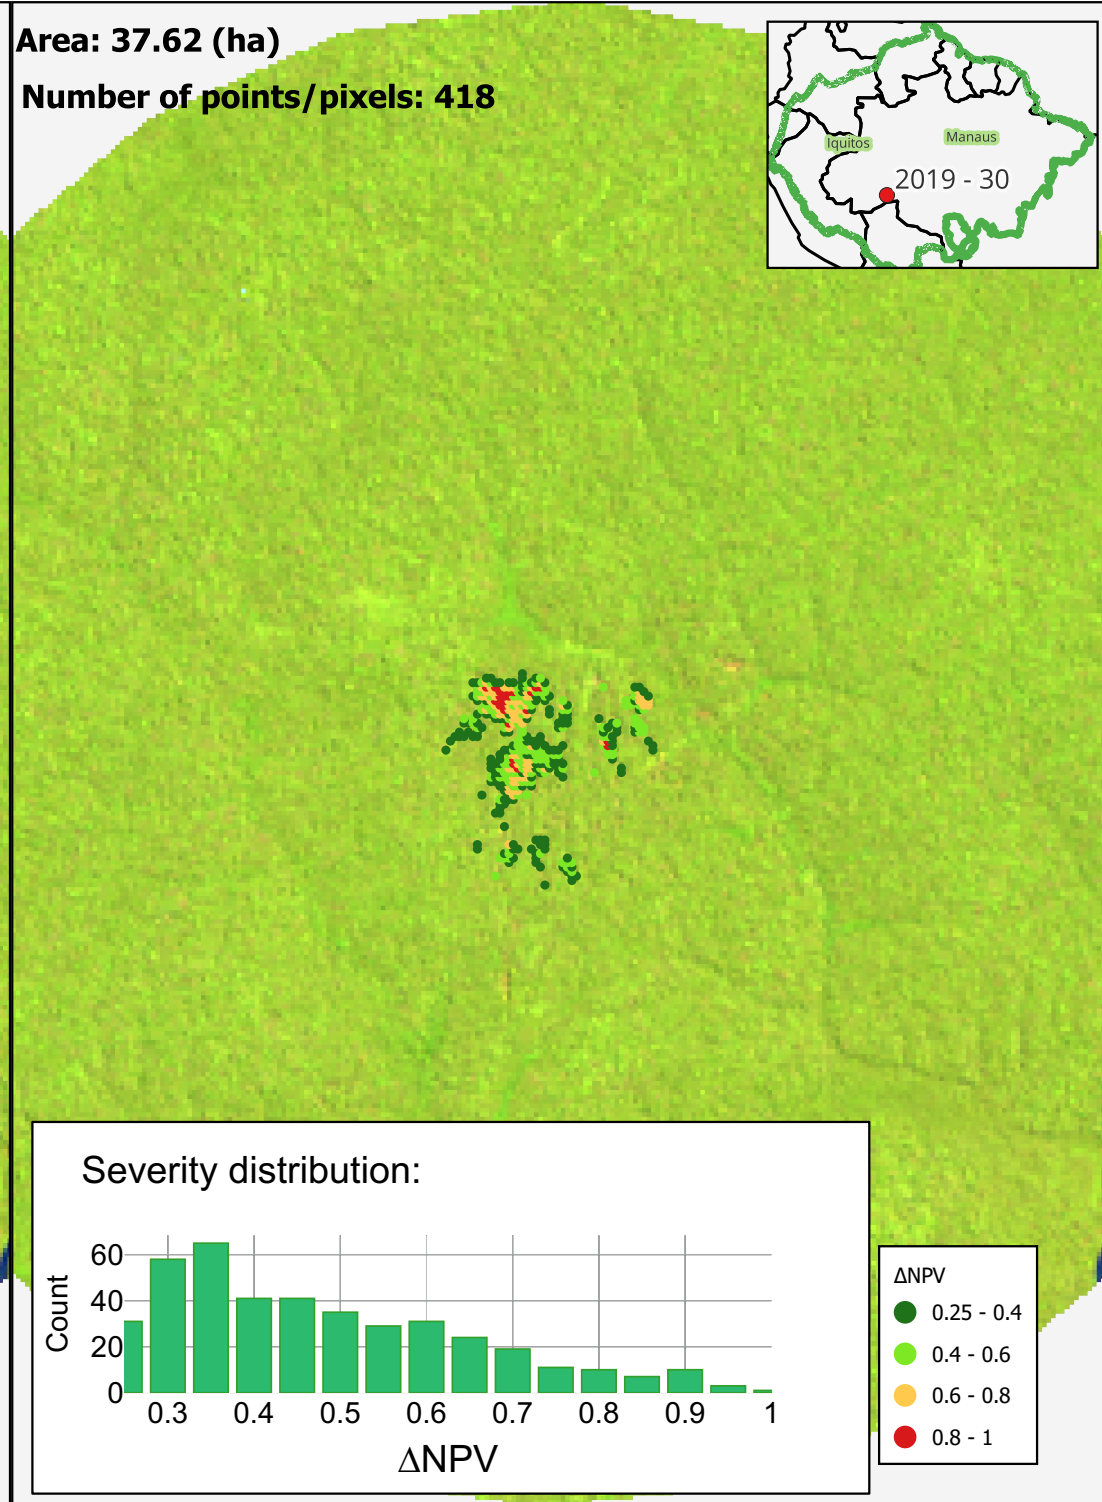 Area: 37.62 (ha)
Number of points/pixels: 418
Iquitos
Manaus
2019 - 30
Severity distribution:
Count
60
40
20
0
0.3 0.4 0.5 0.6 0.7 0.8 0.9 1
ΔNPV
ΔNPV
0.25 - 0.4
0.4 - 0.6
0.6 - 0.8
0.8 - 1